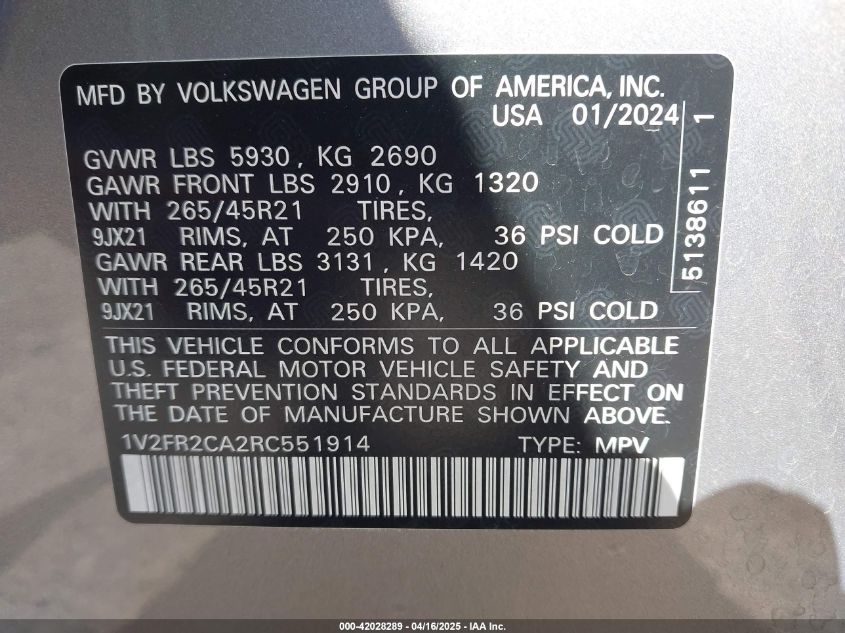 MFD BY VOLKSWAGEN GROUP OF AMERICA, INC.
USA 01/2024
GVWR LBS 5930, KG 2690
GAWR FRONT LBS 2910, KG 1320
WITH 265/45R21 TIRES,
9JX21 RIMS, AT 250 KPA, 36 PSI COLD
GAWR REAR LBS 3131, KG 1420
WITH 265/45R21 TIRES,
9JX21 RIMS, AT 250 KPA, 36 PSI COLD
5138611 1
THIS VEHICLE CONFORMS TO ALL APPLICABLE
U.S. FEDERAL MOTOR VEHICLE SAFETY AND
THEFT PREVENTION STANDARDS IN EFFECT ON
THE DATE OF MANUFACTURE SHOWN ABOVE.
1V2FR2CA2RC551914 TYPE: MPV
000-42028289 - 04/16/2025 - IAA Inc.